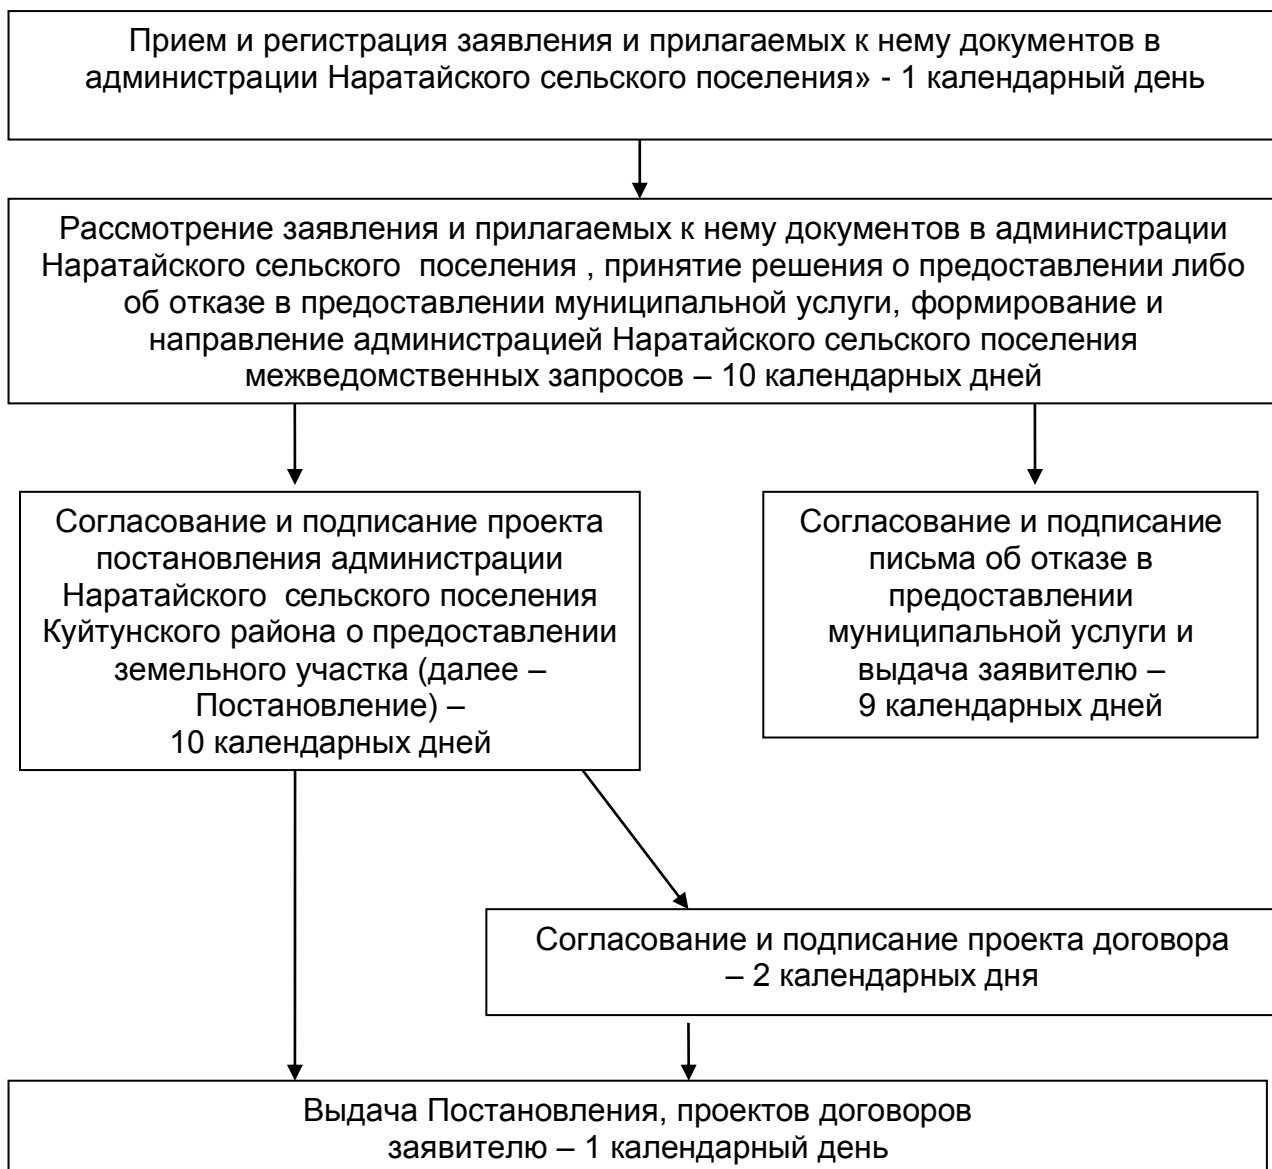 Прием и регистрация заявления и прилагаемых к нему документов в
администрации Наратайского сельского поселения» - 1 календарный день
Рассмотрение заявления и прилагаемых к нему документов в администрации
Наратайского сельского  поселения , принятие решения о предоставлении либо
об отказе в предоставлении муниципальной услуги, формирование и
направление администрацией Наратайского сельского поселения
межведомственных запросов – 10 календарных дней
Согласование и подписание проекта
постановления администрации
Наратайского  сельского поселения
Куйтунского района о предоставлении
земельного участка (далее –
Постановление) –
10 календарных дней
Согласование и подписание
письма об отказе в
предоставлении
муниципальной услуги и
выдача заявителю –
9 календарных дней
Согласование и подписание проекта договора
– 2 календарных дня
Выдача Постановления, проектов договоров
заявителю – 1 календарный день